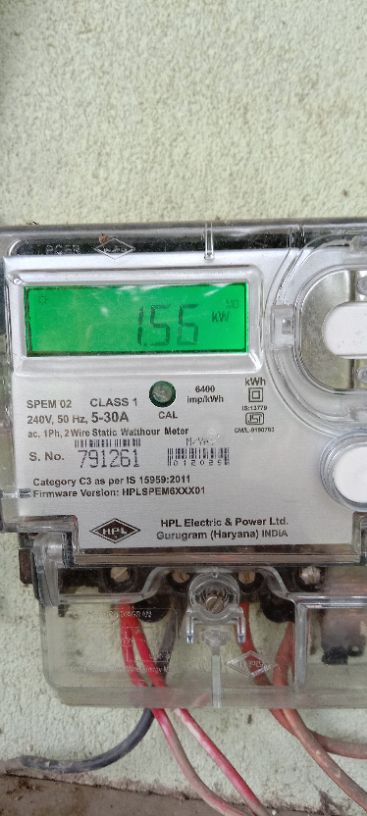 MD
1.56 KW
SPEM 02 CLASS 1
6400
imp/kWh
kWh
240V, 50 Hz, 5-30A
CAL
IS:13779
ac, 1Ph, 2 Wire Static Watthour Meter
S. No. 791261
Category C3 as per IS 15959:2011
Firmware Version: HPLSPEM6XXX01
HPL
HPL Electric & Power Ltd.
Gurugram (Haryana) INDIA